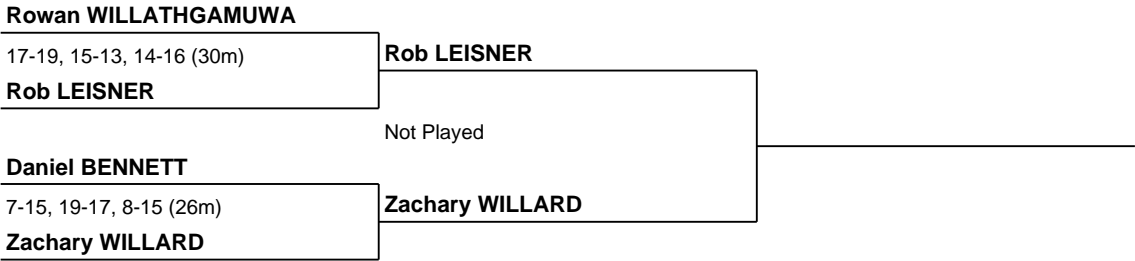 Rowan WILLATHGAMUWA
17-19, 15-13, 14-16 (30m)
Rob LEISNER
Rob LEISNER
Not Played
Daniel BENNETT
7-15, 19-17, 8-15 (26m)
Zachary WILLARD
Zachary WILLARD